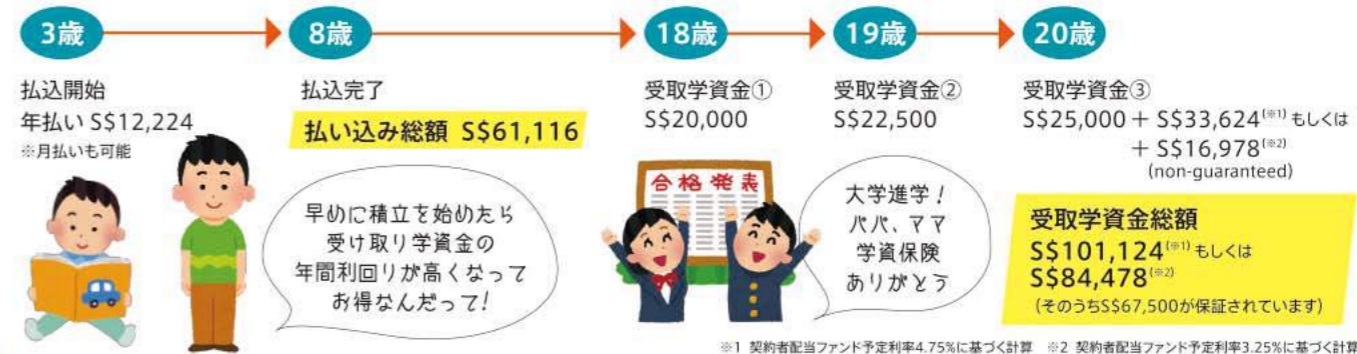 3歳
払込開始
年払い S$12,224
※月払いも可能
8歳
払込完了
払い込み総額 S$61,116
早めに積立を始めたら
受け取り学資金の
年間利回りが高くなって
お得なんだって!
18歳
受取学資金①
S$20,000
合格発表
19歳
受取学資金②
S$22,500
大学進学!
パパ、ママ
学資保険
ありがとう
20歳
受取学資金③
S$25,000 + S$33,624(※1) もしくは
+ S$16,978(※2)
(non-guaranteed)
受取学資金総額
S$101,124(※1) もしくは
S$84,478(※2)
(そのうちS$67,500が保証されています)
※1 契約者配当ファンド予定利率4.75%に基づく計算 ※2 契約者配当ファンド予定利率3.25%に基づく計算